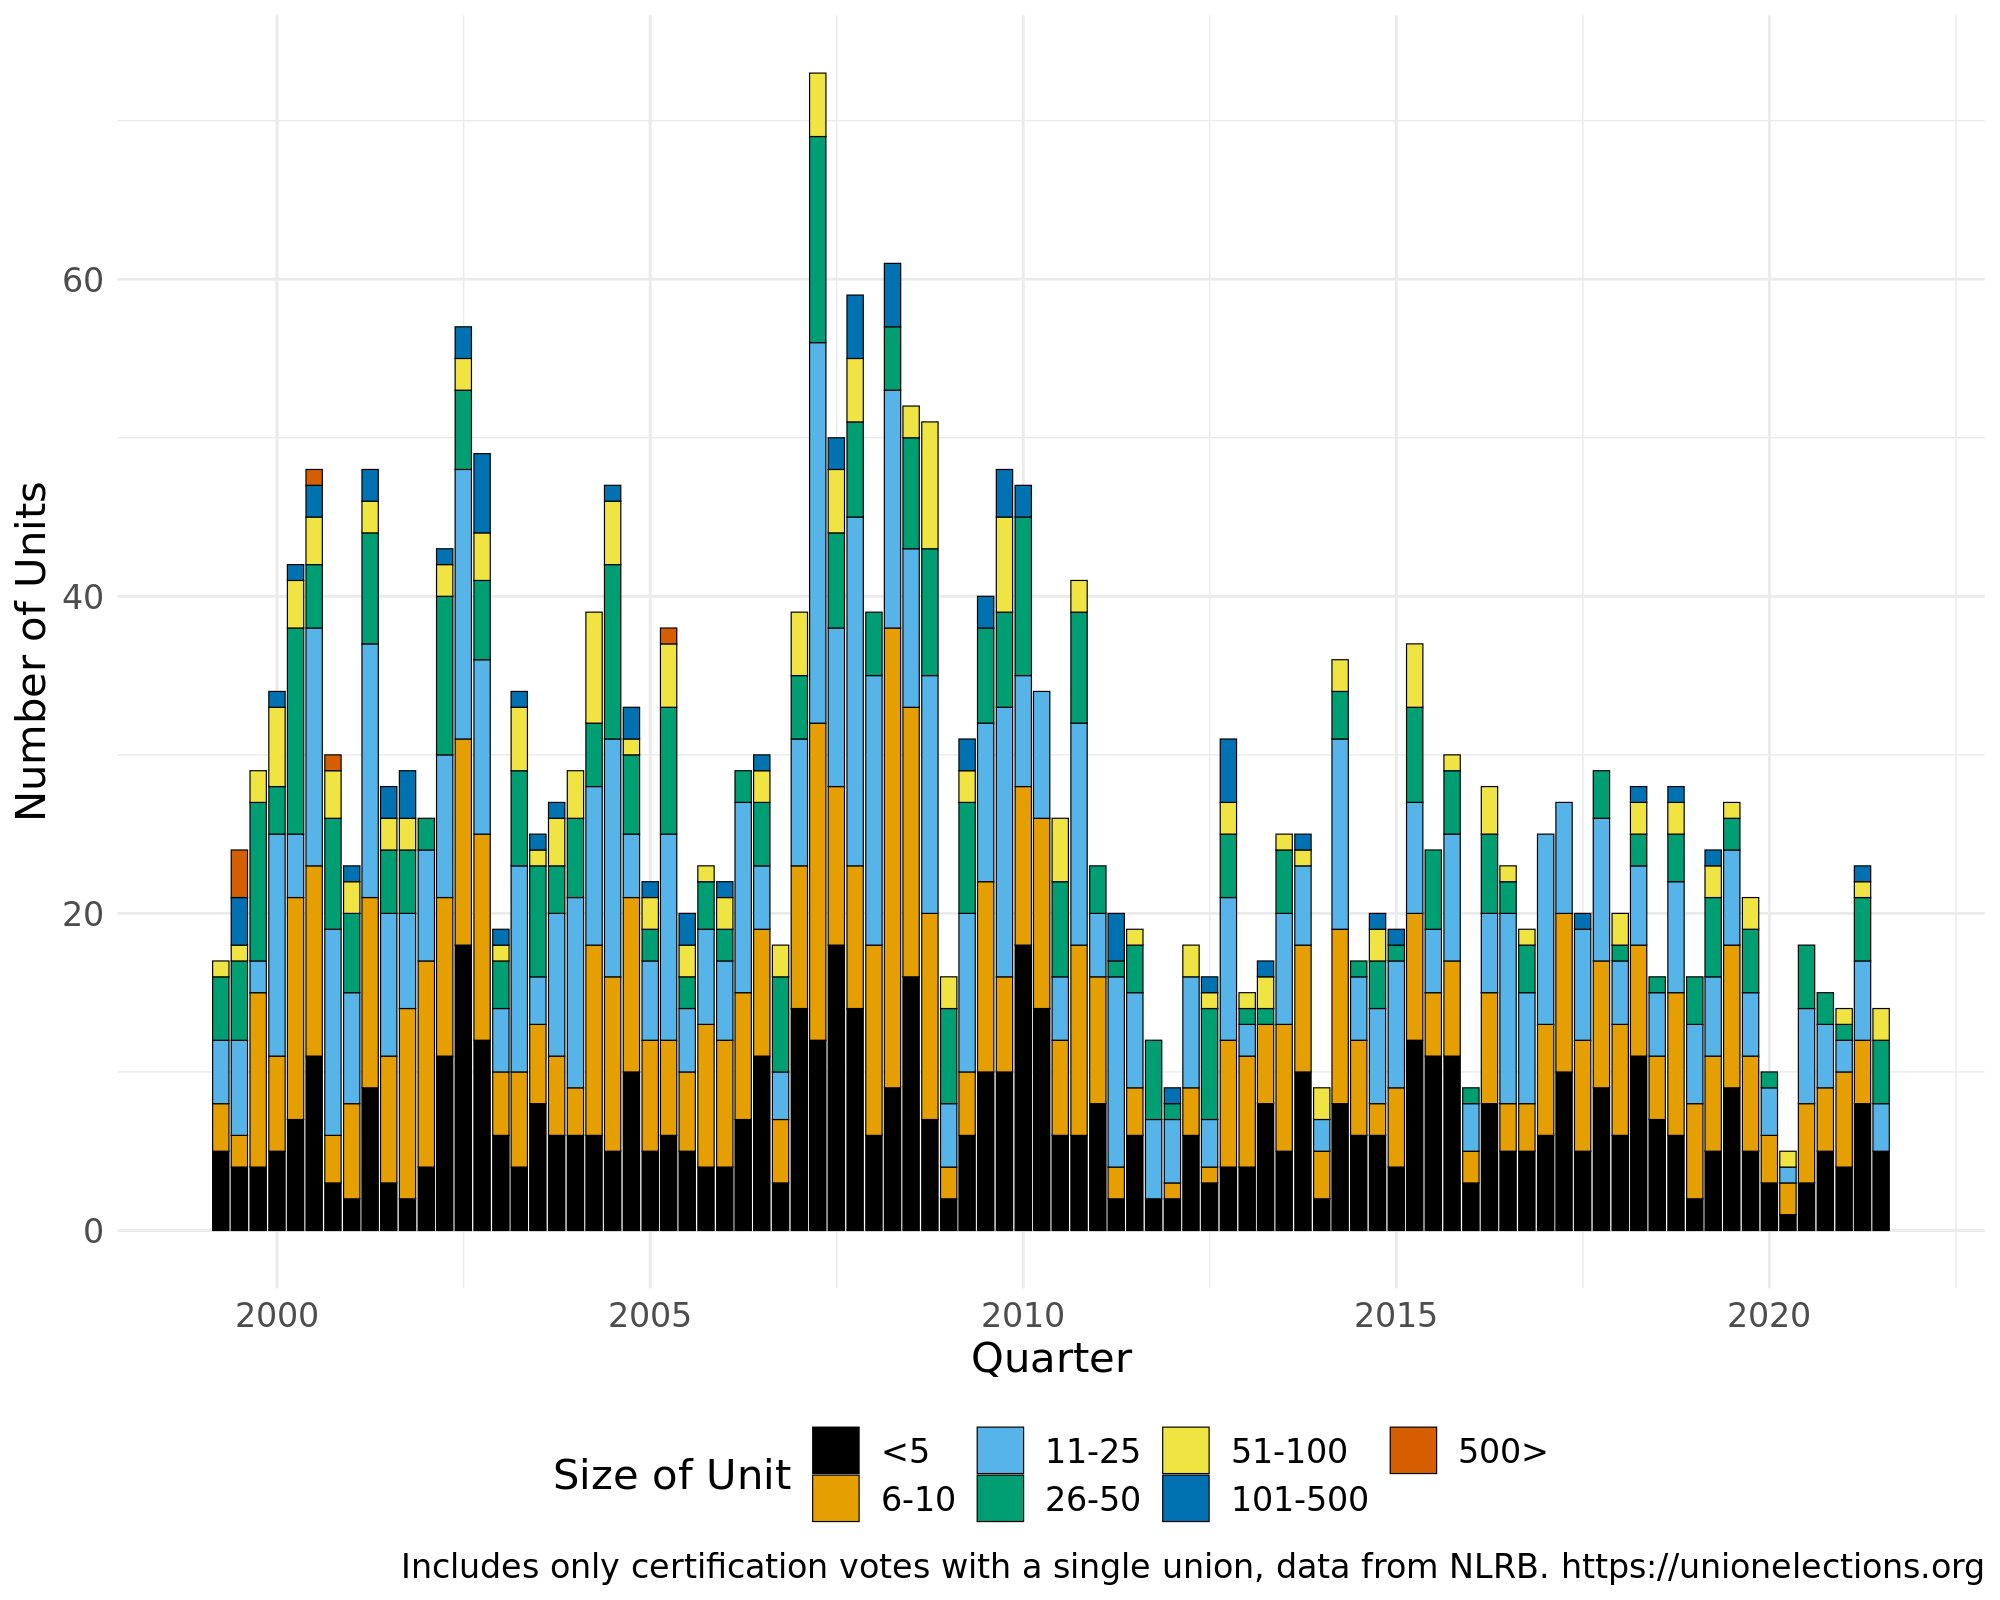 Number of Units
60
40
20
0
2000 2005 2010 2015 2020
Quarter
Size of Unit
<5 11-25 51-100 500>
6-10 26-50 101-500
Includes only certification votes with a single union, data from NLRB. https://unionelections.org